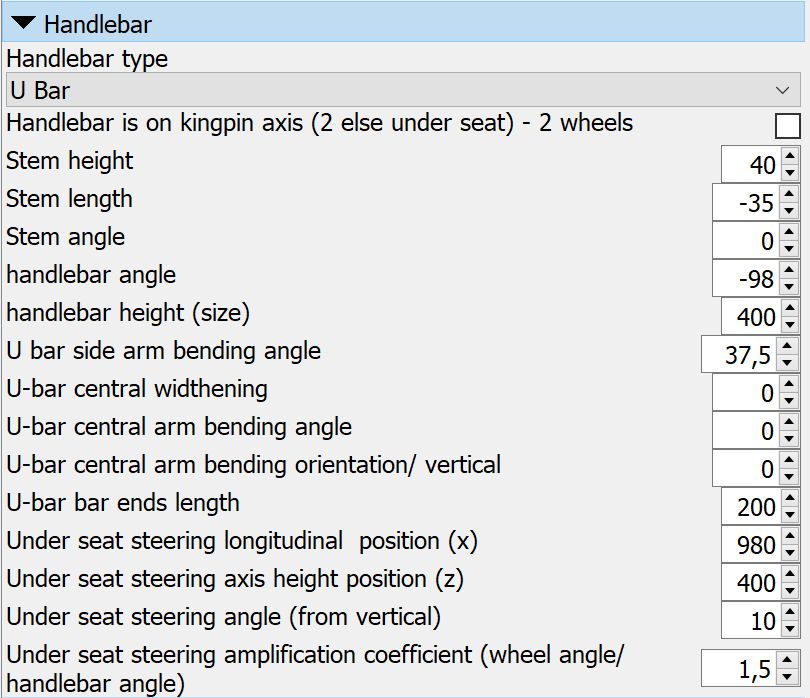 Handlebar
Handlebar type
U Bar
Handlebar is on kingpin axis (2 else under seat) - 2 wheels
Stem height 40
Stem length -35
Stem angle 0
handlebar angle -98
handlebar height (size) 400
U bar side arm bending angle 37,5
U-bar central widthening 0
U-bar central arm bending angle 0
U-bar central arm bending orientation/ vertical 0
U-bar bar ends length 200
Under seat steering longitudinal  position (x) 980
Under seat steering axis height position (z) 400
Under seat steering angle (from vertical) 10
Under seat steering amplification coefficient (wheel angle/
handlebar angle) 1,5